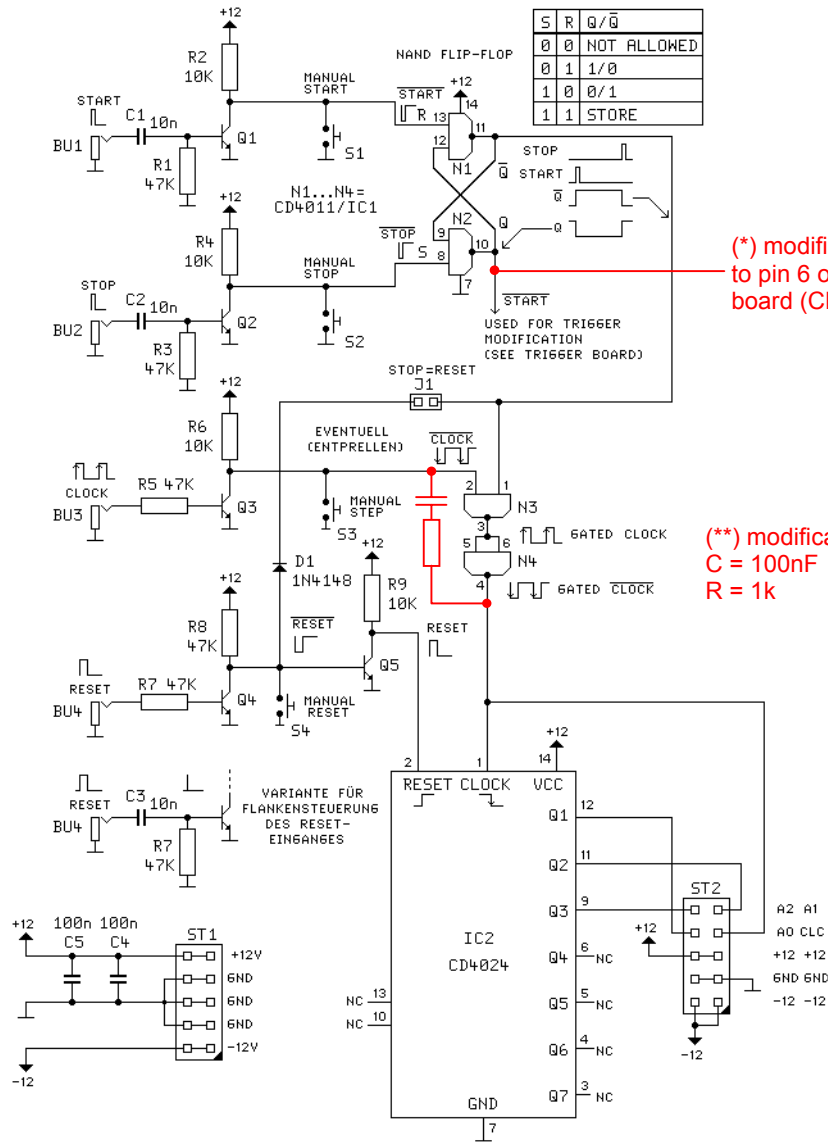 +12
S R Q/Q̅
0 0 NOT ALLOWED
0 1 1/0
1 0 0/1
1 1 STORE
R2
10K
NAND FLIP-FLOP
+12
MANUAL
START
START
R
14
13
12
11
N1
START
C1
10n
BU1
R1
47K
Q1
S1
N1...N4=
CD4011/IC1
STOP
START
Q̅
Q̅
Q
Q
+12
R4
10K
MANUAL
STOP
STOP
S
N2
9
8
10
7
(*) modifi
to pin 6 o
board (Cl
START
USED FOR TRIGGER
MODIFICATION
(SEE TRIGGER BOARD)
STOP
C2
10n
BU2
R3
47K
Q2
S2
STOP=RESET
J1
+12
R6
10K
EVENTUELL
(ENTPRELLEN)
CLOCK
2
1
N3
3
CLOCK
R5 47K
BU3
Q3
MANUAL
STEP
S3
5
6
N4
4
GATED CLOCK
GATED CLOCK
(**) modifica
C = 100nF
R = 1k
D1
1N4148
+12
R9
10K
+12
R8
47K
RESET
RESET
RESET
R7 47K
BU4
Q4
Q5
MANUAL
RESET
S4
RESET
C3
10n
BU4
R7
47K
VARIANTE FÜR
FLANKENSTEUERUNG
DES RESET-
EINGANGES
+12
2
1
14
RESET CLOCK VCC
Q1
12
Q2
11
Q3
9
Q4
6
NC
Q5
5
NC
Q6
4
NC
Q7
3
NC
IC2
CD4024
NC
13
NC
10
GND
7
ST2
A2 A1
A0 CLC
+12 +12
GND GND
-12 -12
+12
-12
+12
100n 100n
C5 C4
ST1
+12V
GND
GND
GND
-12V
-12